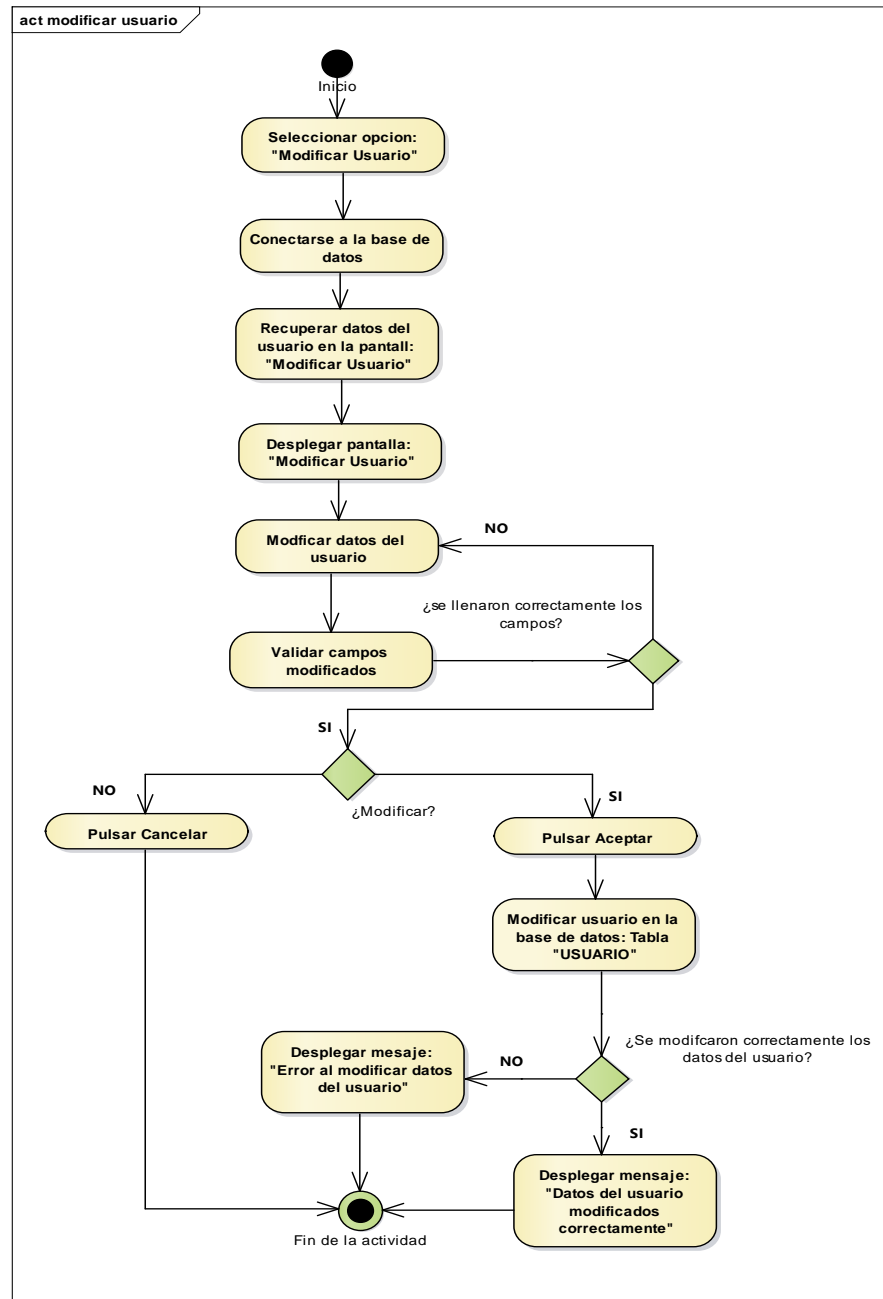 act modificar usuario
Inicio
Seleccionar opcion:
"Modificar Usuario"
Conectarse a la base de
datos
Recuperar datos del
usuario en la pantall:
"Modificar Usuario"
Desplegar pantalla:
"Modificar Usuario"
Modficar datos del
usuario
NO
¿se llenaron correctamente los
campos?
Validar campos
modificados
SI
NO
¿Modificar?
SI
Pulsar Cancelar
Pulsar Aceptar
Modificar usuario en la
base de datos: Tabla
"USUARIO"
¿Se modifcaron correctamente los
datos del usuario?
Desplegar mesaje:
"Error al modificar datos
del usuario"
NO
SI
Desplegar mensaje:
"Datos del usuario
modificados
correctamente"
Fin de la actividad